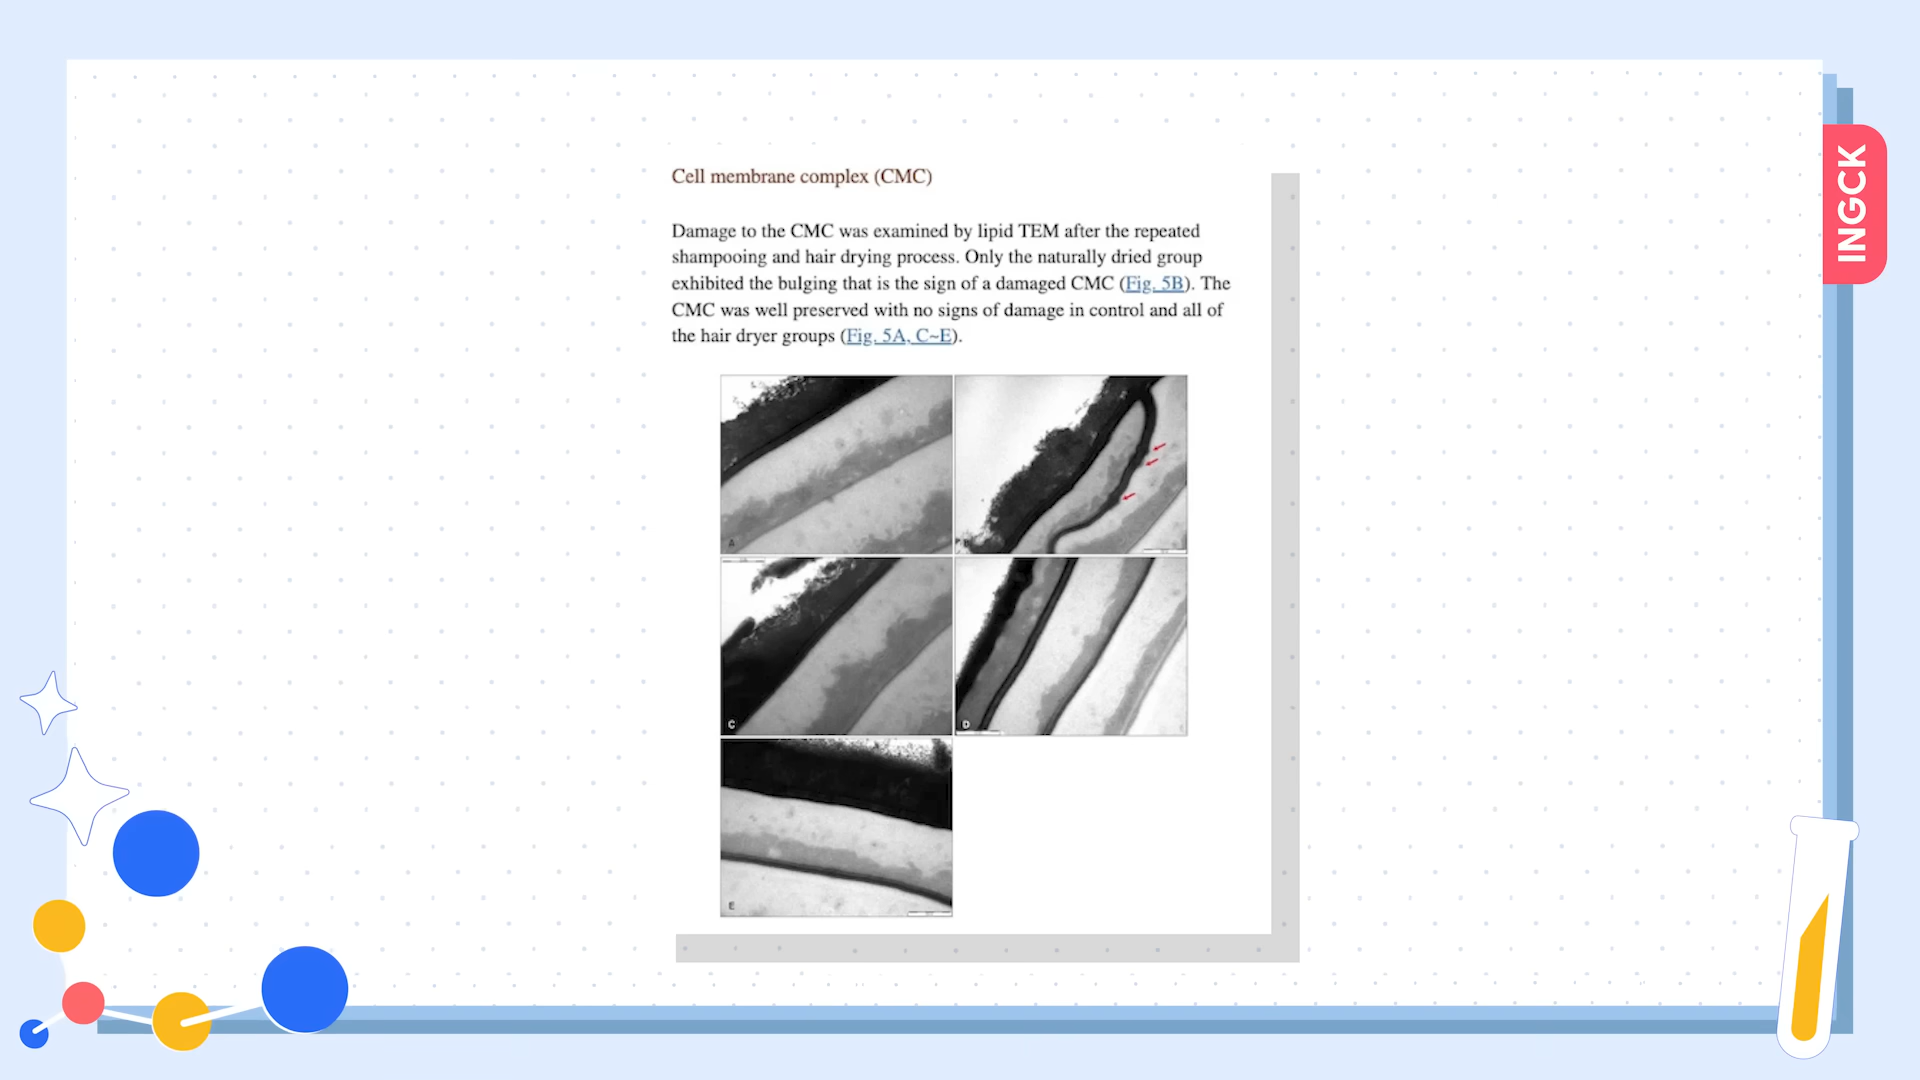 Cell membrane complex (CMC)
Damage to the CMC was examined by lipid TEM after the repeated
shampooing and hair drying process. Only the naturally dried group
exhibited the bulging that is the sign of a damaged CMC (Fig. 5B). The
CMC was well preserved with no signs of damage in control and all of
the hair dryer groups (Fig. 5A, C~E).
A
C
D
E
INGCK